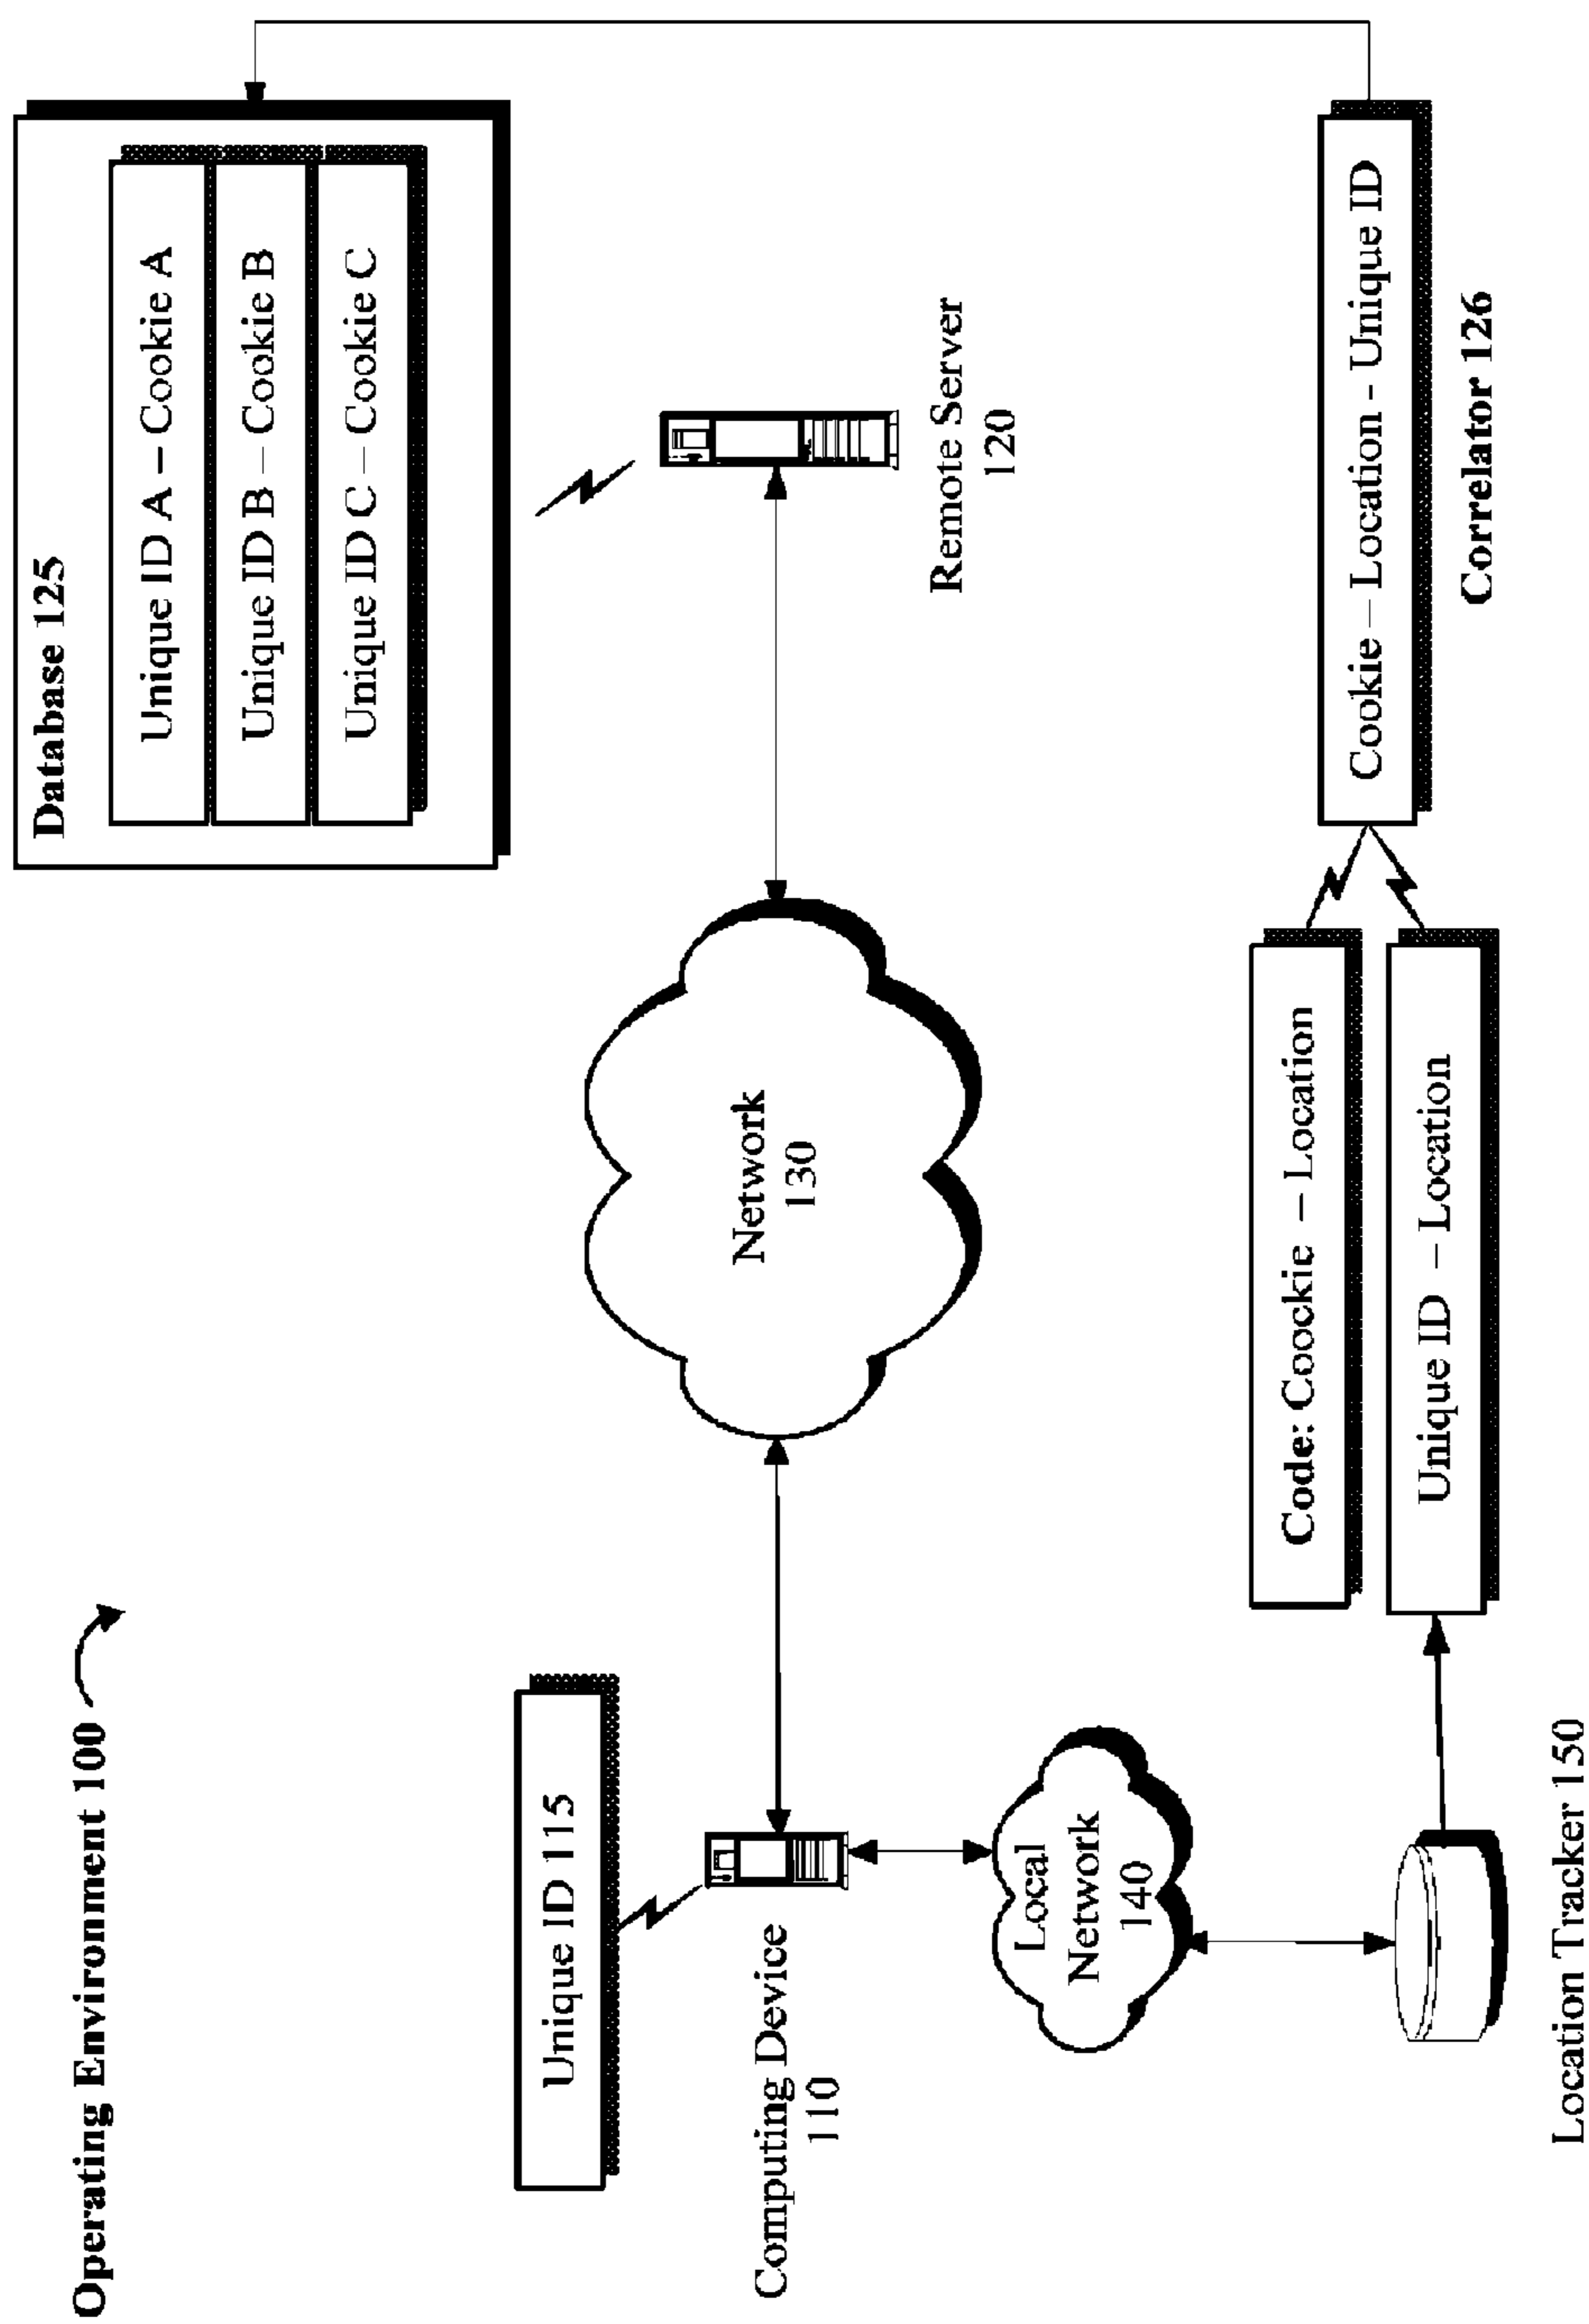 Operating Environment 100
Database 125
Unique ID A – Cookie A
Unique ID B – Cookie B
Unique ID C – Cookie C
Unique ID 115
Computing Device
110
Network
130
Remote Server
120
Local
Network
140
Code: Coockie – Location
Unique ID – Location
Cookie – Location - Unique ID
Correlator 126
Location Tracker 150